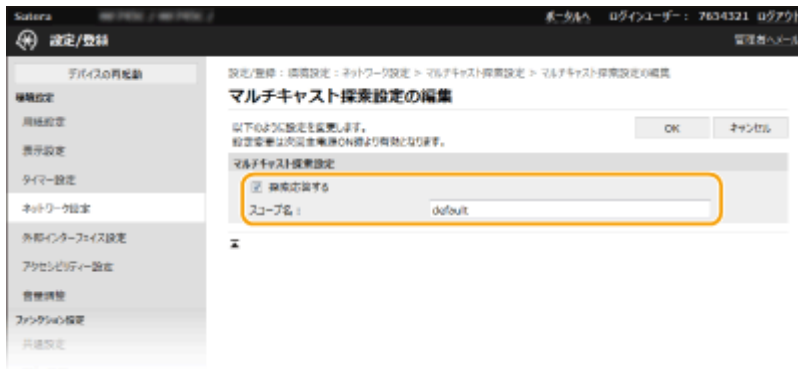 Satera
ポータルへ ログインユーザー： 7654321 ログアウト
設定/登録
管理者へメール
デバイスの再起動
環境設定
用紙設定
表示設定
タイマー設定
ネットワーク設定
外部インターフェイス設定
アクセシビリティー設定
音量調整
ファンクション設定
共通設定
設定/登録：環境設定：ネットワーク設定 > マルチキャスト探索設定 > マルチキャスト探索設定の編集
マルチキャスト探索設定の編集
以下のように設定を変更します。
設定変更は次回主電源ON後より有効となります。
OK キャンセル
マルチキャスト探索設定
探索応答する
スコープ名： default